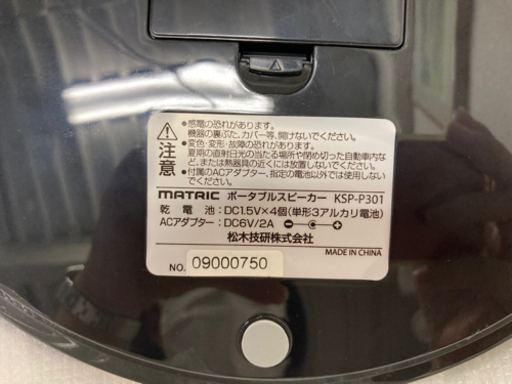 注意
•感電の恐れがあります。
機器の裏ぶた、カバー等、開けないでください。
•変色・変形・故障の恐れがあります。
夏期の直射日光の当たる場所や閉め切った自動車内な
ど、または熱器具の近くには放置しないでください。
•付属のACアダプター、指定の電池以外は使用しない
でください。
MATRIC ポータブルスピーカー KSP-P301
乾電池:DC1.5V×4個(単形3アルカリ電池)
ACアダプター:DC6V/2A
松木技研株式会社
MADE IN CHINA
NO. 09000750